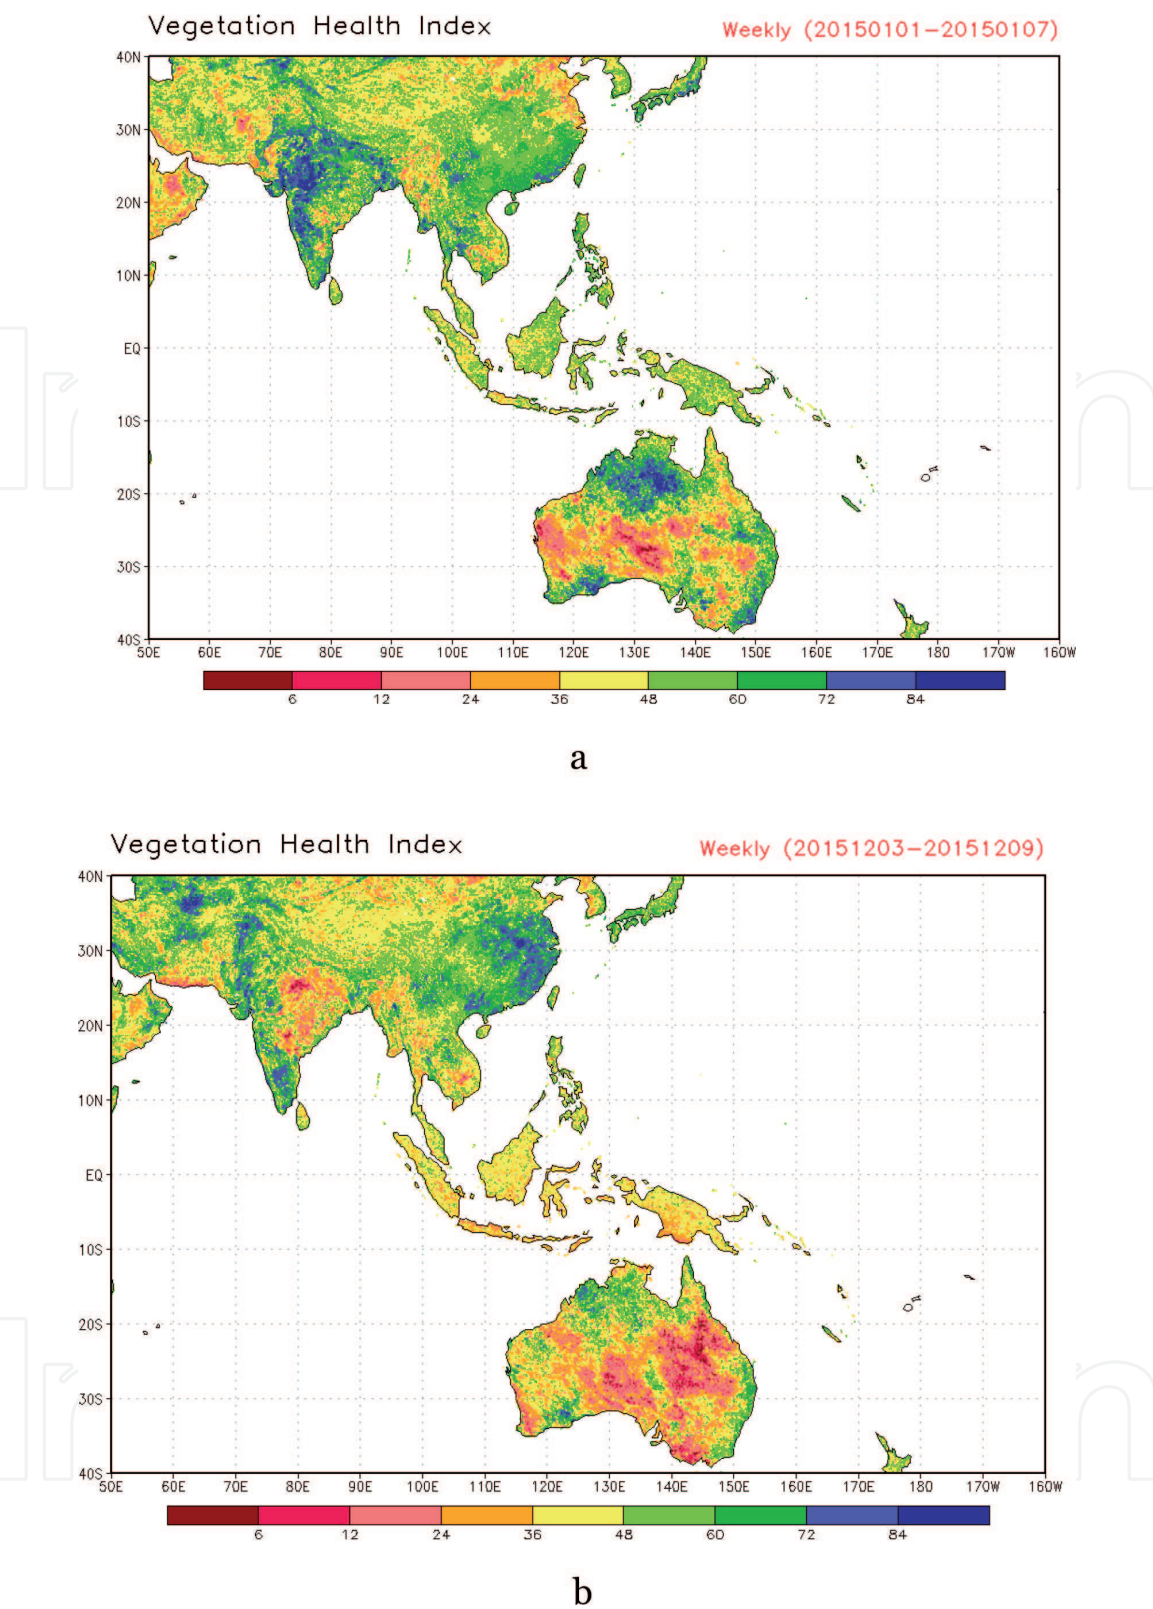 Vegetation Health Index
Weekly (20150101-20150107)
40N
30N
20N
10N
EQ
10S
20S
30S
40S
50E 60E 70E 80E 90E 100E 110E 120E 130E 140E 150E 160E 170E 180 170W 160W
6 12 24 36 48 60 72 84
a
Vegetation Health Index
Weekly (20151203-20151209)
40N
30N
20N
10N
EQ
10S
20S
30S
40S
50E 60E 70E 80E 90E 100E 110E 120E 130E 140E 150E 160E 170E 180 170W 160W
6 12 24 36 48 60 72 84
b